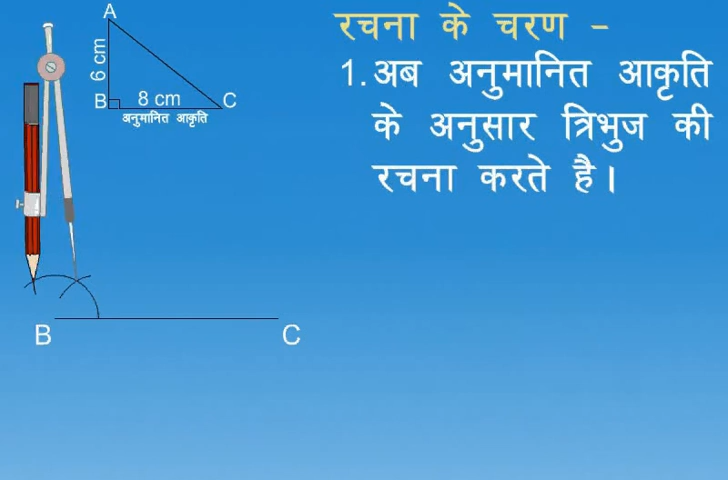 A
6 cm
B 8 cm C
अनुमानित आकृति
रचना के चरण -
1. अब अनुमानित आकृति
के अनुसार त्रिभुज की
रचना करते है।
B C